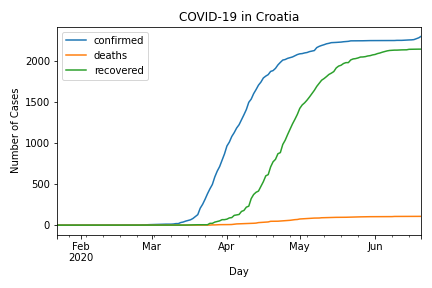 COVID-19 in Croatia
confirmed
deaths
recovered
Number of Cases
2000
1500
1000
500
0
Feb Mar Apr May Jun
2020
Day